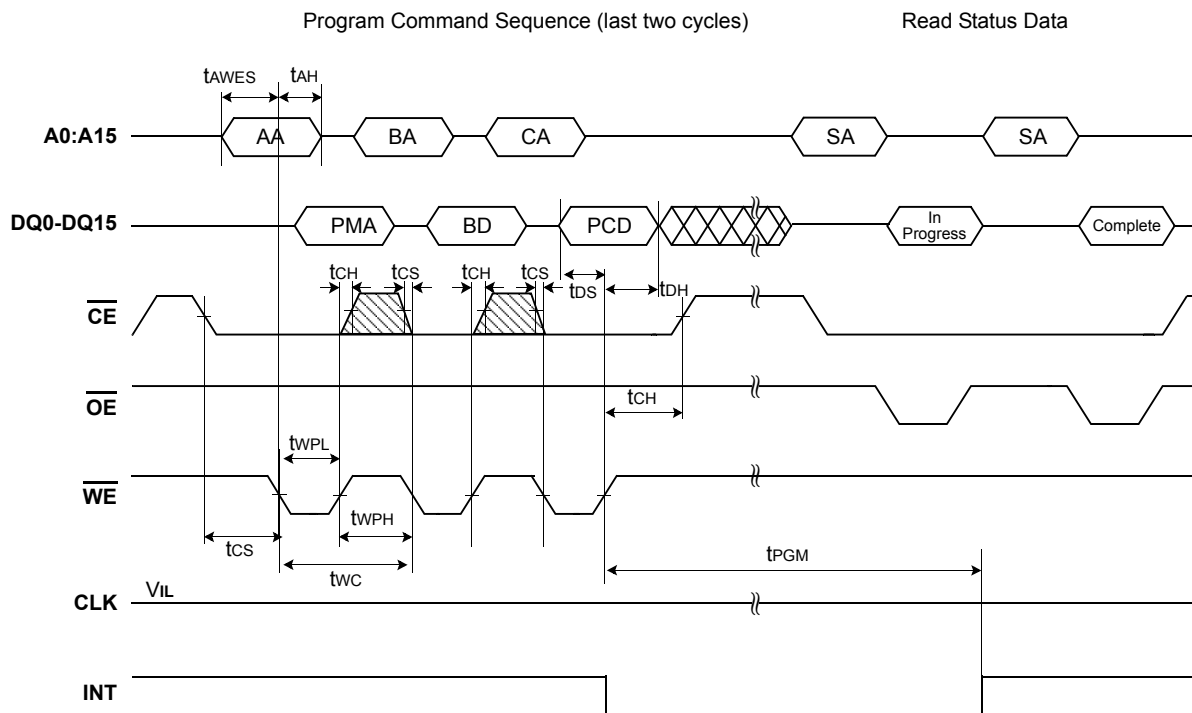 Program Command Sequence (last two cycles) Read Status Data
tAWES tAH
A0:A15 AA BA CA SA SA
DQ0-DQ15 PMA BD PCD In Progress Complete
tCH tCS tCH tCS tDS tDH
CE
tCH
OE
tWPL
WE
tWPH
tCS tWC tPGM
CLK VIL
INT